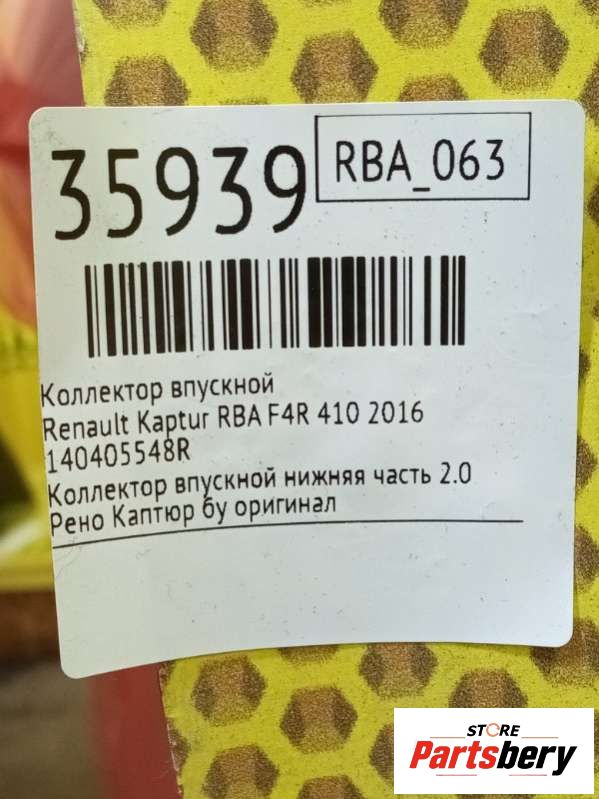 35939
RBA_063
Коллектор впускной
Renault Kaptur RBA F4R 410 2016
140405548R
Коллектор впускной нижняя часть 2.0
Рено Каптюр бу оригинал
STORE
Partsbery